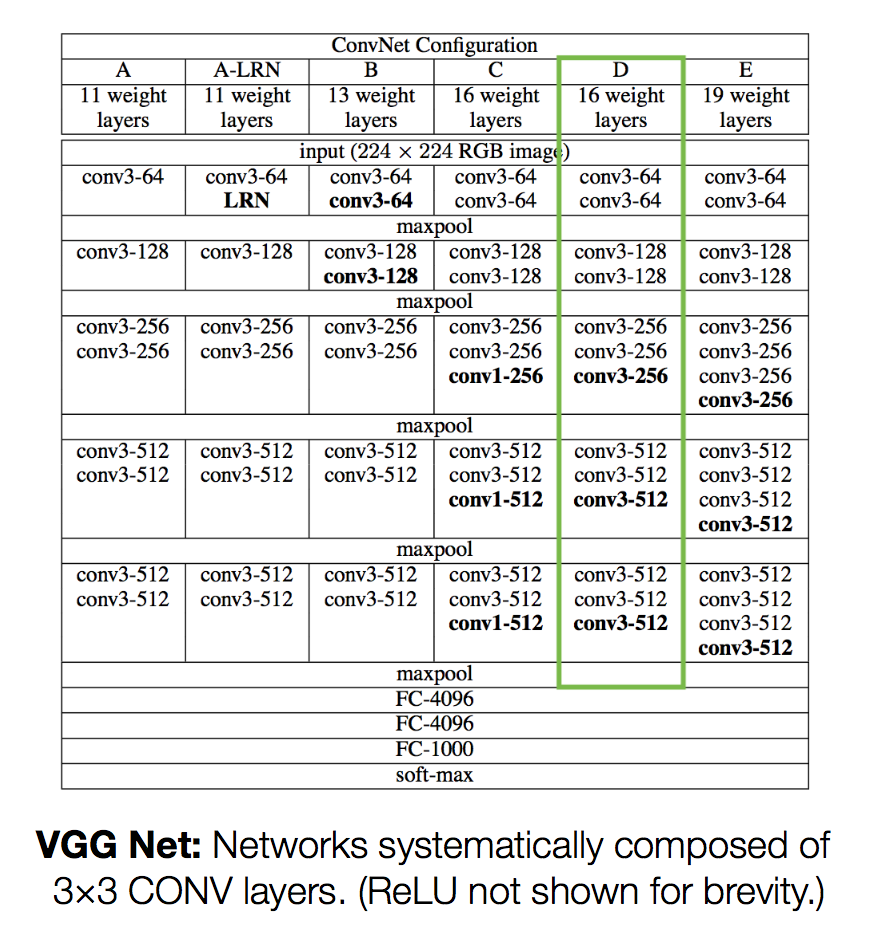 ConvNet Configuration
A A-LRN B C D E
11 weight 11 weight 13 weight 16 weight 16 weight 19 weight
layers layers layers layers layers layers
input (224 × 224 RGB image)
conv3-64 conv3-64 conv3-64 conv3-64 conv3-64 conv3-64
LRN conv3-64 conv3-64 conv3-64 conv3-64
maxpool
conv3-128 conv3-128 conv3-128 conv3-128 conv3-128 conv3-128
conv3-128 conv3-128 conv3-128 conv3-128
maxpool
conv3-256 conv3-256 conv3-256 conv3-256 conv3-256 conv3-256
conv3-256 conv3-256 conv3-256 conv3-256 conv3-256 conv3-256
conv1-256 conv3-256 conv3-256
conv3-256
maxpool
conv3-512 conv3-512 conv3-512 conv3-512 conv3-512 conv3-512
conv3-512 conv3-512 conv3-512 conv3-512 conv3-512 conv3-512
conv1-512 conv3-512 conv3-512
conv3-512
maxpool
conv3-512 conv3-512 conv3-512 conv3-512 conv3-512 conv3-512
conv3-512 conv3-512 conv3-512 conv3-512 conv3-512 conv3-512
conv1-512 conv3-512 conv3-512
conv3-512
maxpool
FC-4096
FC-4096
FC-1000
soft-max
VGG Net: Networks systematically composed of
3×3 CONV layers. (ReLU not shown for brevity.)